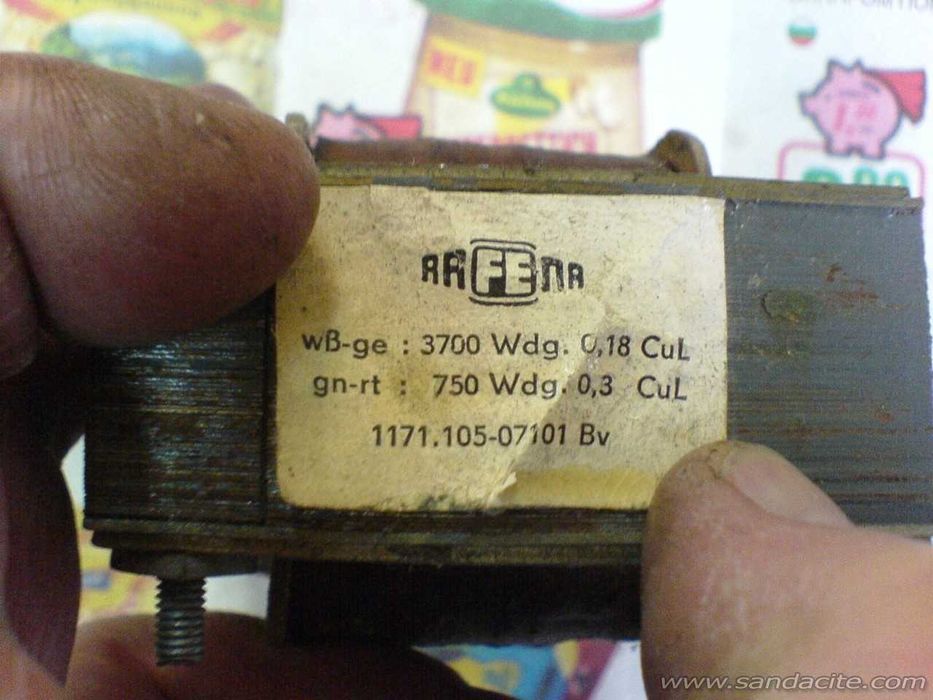 NEU
RAFENA
wß-ge : 3700 Wdg. 0,18 CuL
gn-rt : 750 Wdg. 0,3 CuL
1171.105-07101 Bv
www.sandacite.com